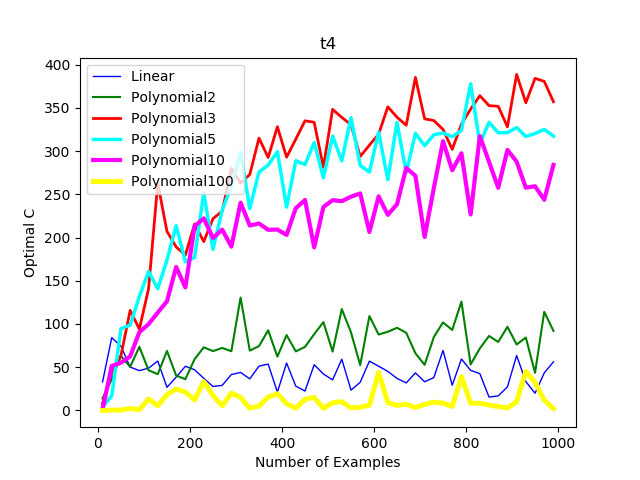 t4
Linear
Polynomial2
Polynomial3
Polynomial5
Polynomial10
Polynomial100
Optimal C
400
350
300
250
200
150
100
50
0
0 200 400 600 800 1000
Number of Examples